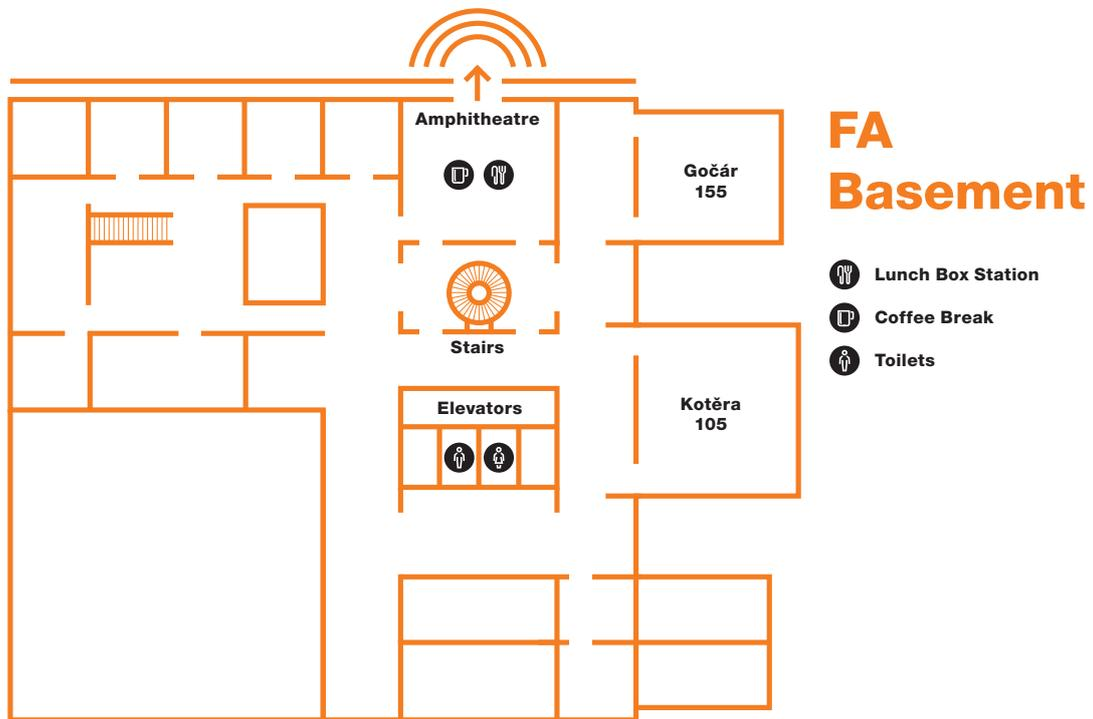 Amphitheatre
Gočár
155
Stairs
Elevators
Kotěra
105
FA
Basement
Lunch Box Station
Coffee Break
Toilets